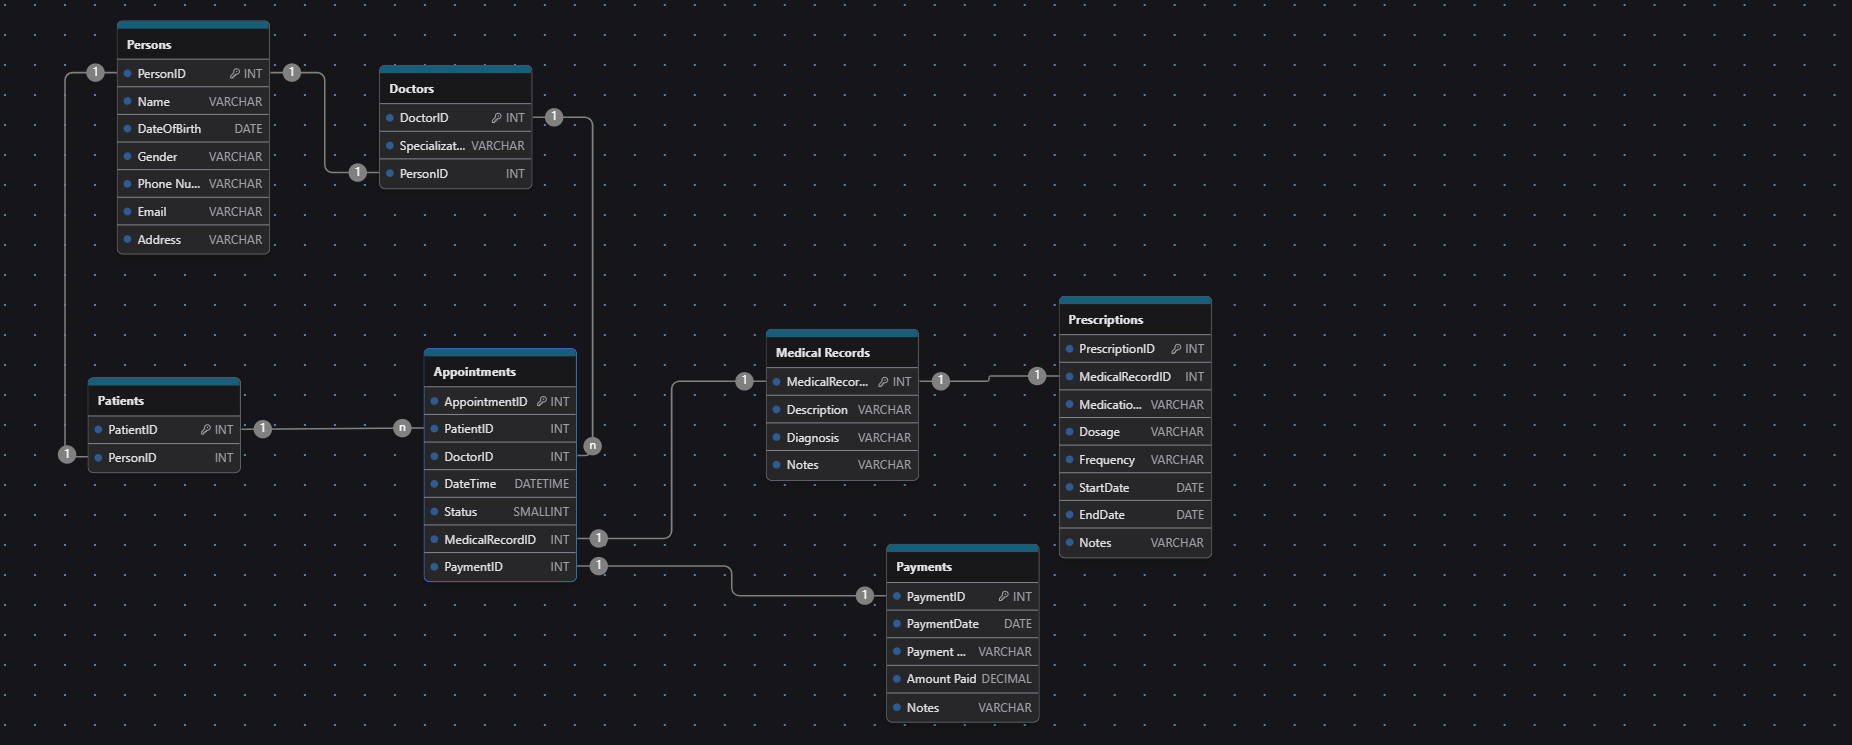 Persons
1 PersonID INT 1
Name VARCHAR
DateOfBirth DATE
Gender VARCHAR
Phone Nu... VARCHAR
Email VARCHAR
Address VARCHAR
Doctors
DoctorID INT 1
Specializat... VARCHAR
1 PersonID INT
Patients
PatientID INT 1
1 PersonID INT
Appointments
AppointmentID INT
n PatientID INT
DoctorID INT n
DateTime DATETIME
Status SMALLINT
MedicalRecordID INT 1
PaymentID INT 1
Medical Records
1 MedicalRecor... INT 1
Description VARCHAR
Diagnosis VARCHAR
Notes VARCHAR
Prescriptions
PrescriptionID INT
1 MedicalRecordID INT
Medicatio... VARCHAR
Dosage VARCHAR
Frequency VARCHAR
StartDate DATE
EndDate DATE
Notes VARCHAR
Payments
1 PaymentID INT
PaymentDate DATE
Payment ... VARCHAR
Amount Paid DECIMAL
Notes VARCHAR